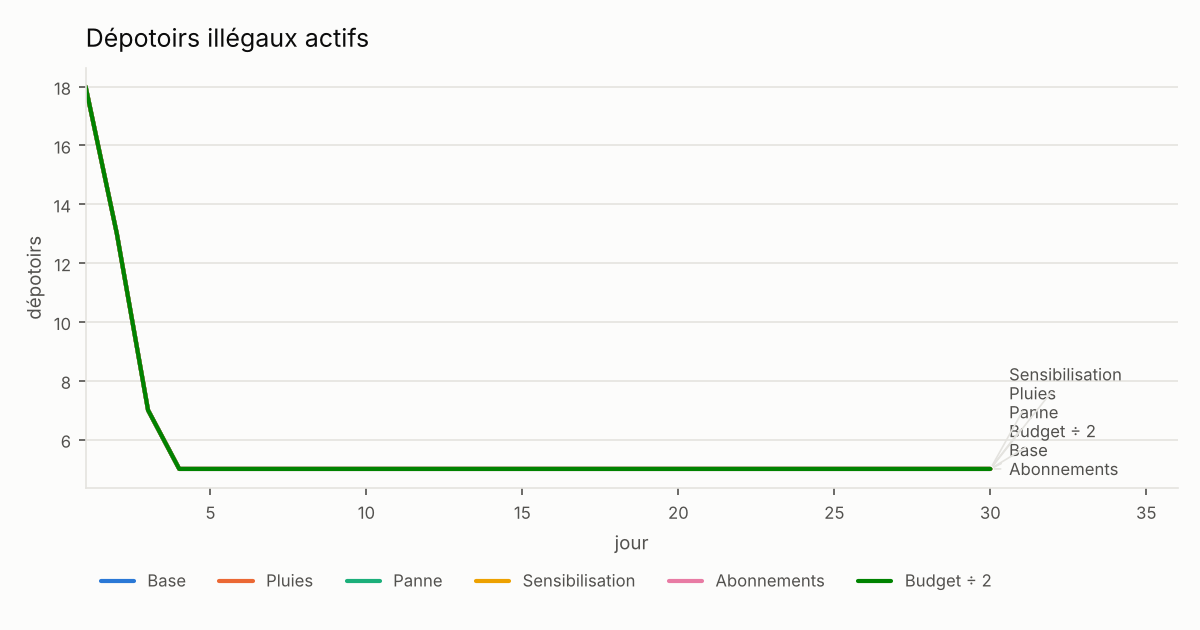 Dépotoirs illégaux actifs
dépotoirs
18
16
14
12
10
8
6
Sensibilisation
Pluies
Panne
Budget ÷ 2
Base
Abonnements
5 10 15 20 25 30 35
jour
Base Pluies Panne Sensibilisation Abonnements Budget ÷ 2